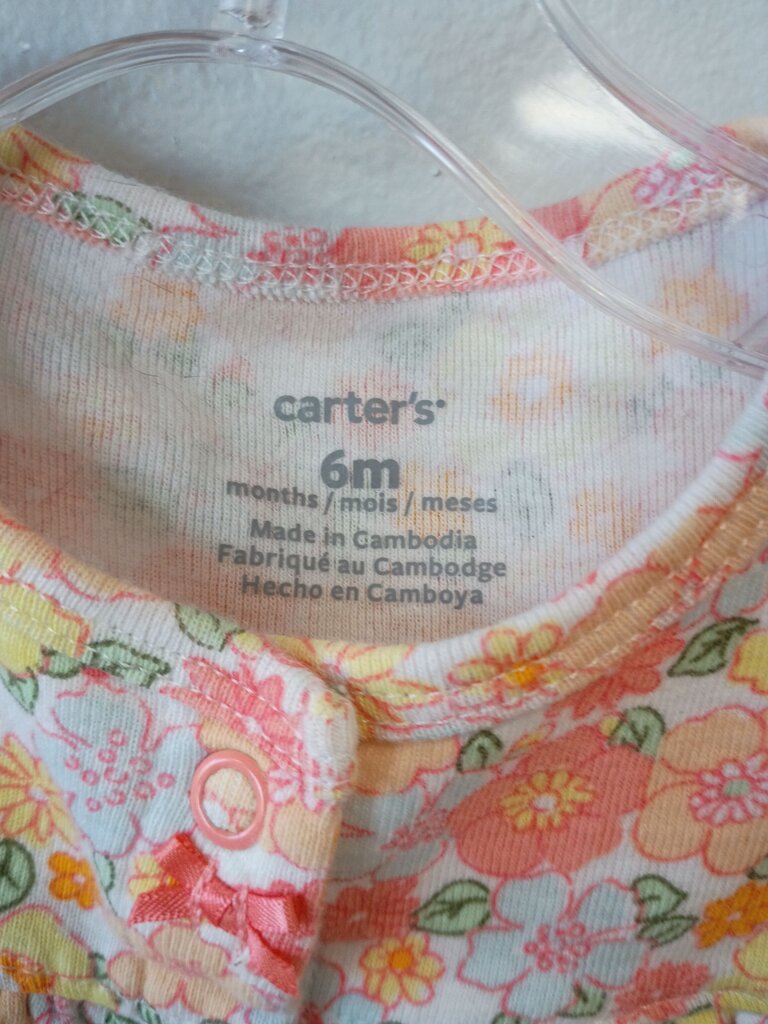 carter's
6m
months / mois / meses
Made in Cambodia
Fabriqué au Cambodge
Hecho en Camboya